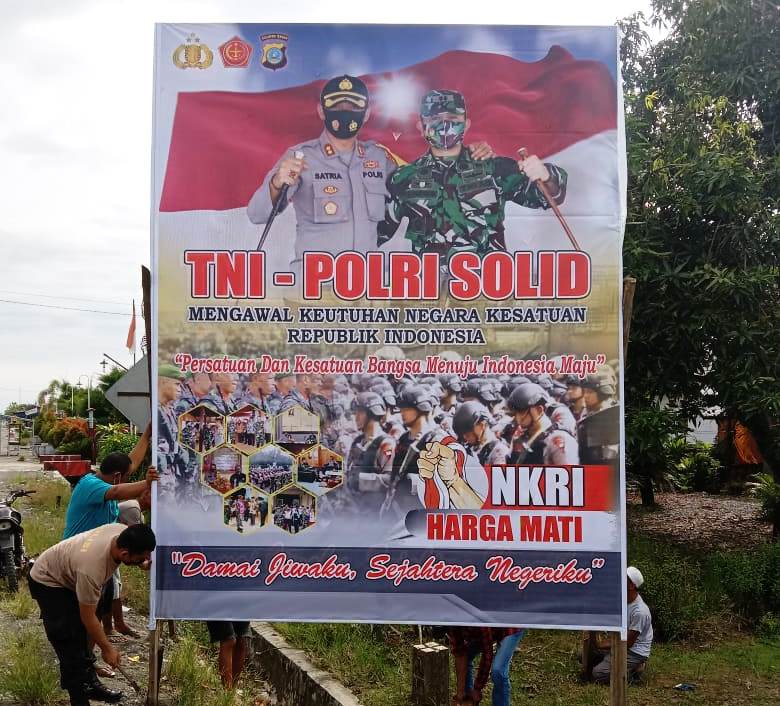 SATRIA
POLRI
TNI - POLRI SOLID
MENGAWAL KEUTUHAN NEGARA KESATUAN
REPUBLIK INDONESIA
"Persatuan Dan Kesatuan Bangsa Menuju Indonesia Maju"
NKRI
HARGA MATI
"Damai Jiwaku, Sejahtera Negeriku"